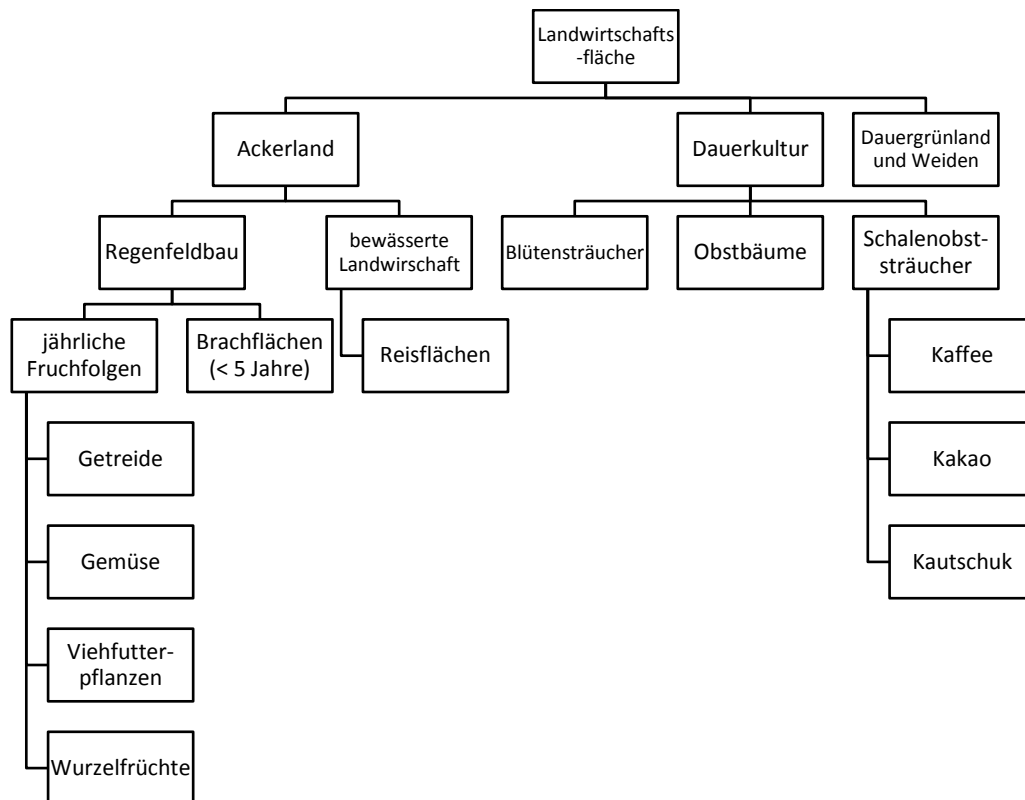 Landwirtschafts
-fläche
Ackerland
Dauerkultur
Dauergrünland
und Weiden
Regenfeldbau
bewässerte
Landwirschaft
Blütensträucher
Obstbäume
Schalenobst-
sträucher
jährliche
Fruchfolgen
Brachflächen
(< 5 Jahre)
Reisflächen
Kaffee
Getreide
Kakao
Gemüse
Kautschuk
Viehfutter-
pflanzen
Wurzelfrüchte